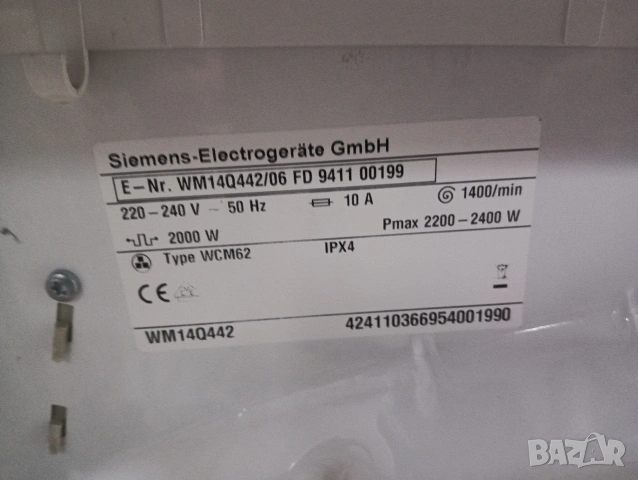 Siemens-Electrogeräte GmbH
E-Nr. WM14Q442/06 FD 9411 00199
220-240 V ~ 50 Hz 10 A 1400/min
2000 W Pmax 2200-2400 W
Type WCM62 IPX4
CE
WM14Q442 424110366954001990
BAZAR